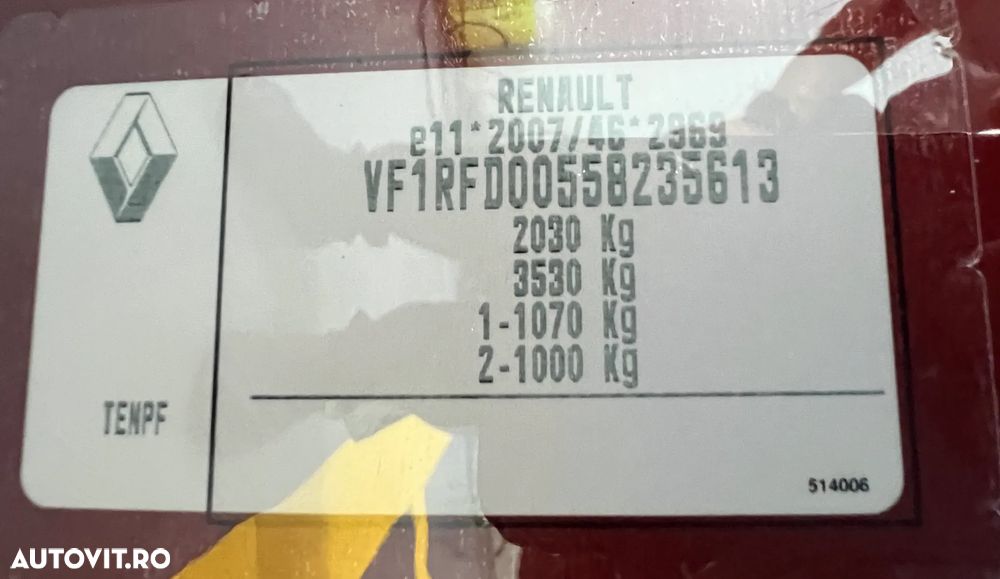 RENAULT
e11*2007/46*2969
VF1RFD00558235613
2030 Kg
3530 Kg
1-1070 Kg
2-1000 Kg
TEMPF
514006
AUTOVIT.RO